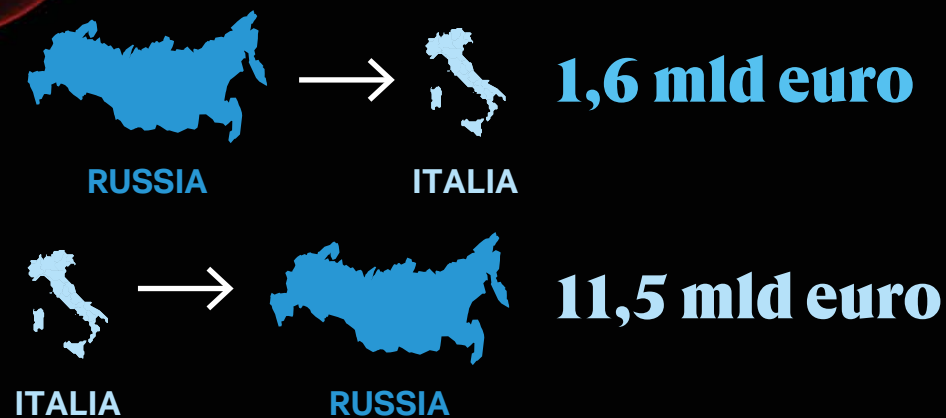 1,6 mld euro
RUSSIA
ITALIA
11,5 mld euro
ITALIA
RUSSIA